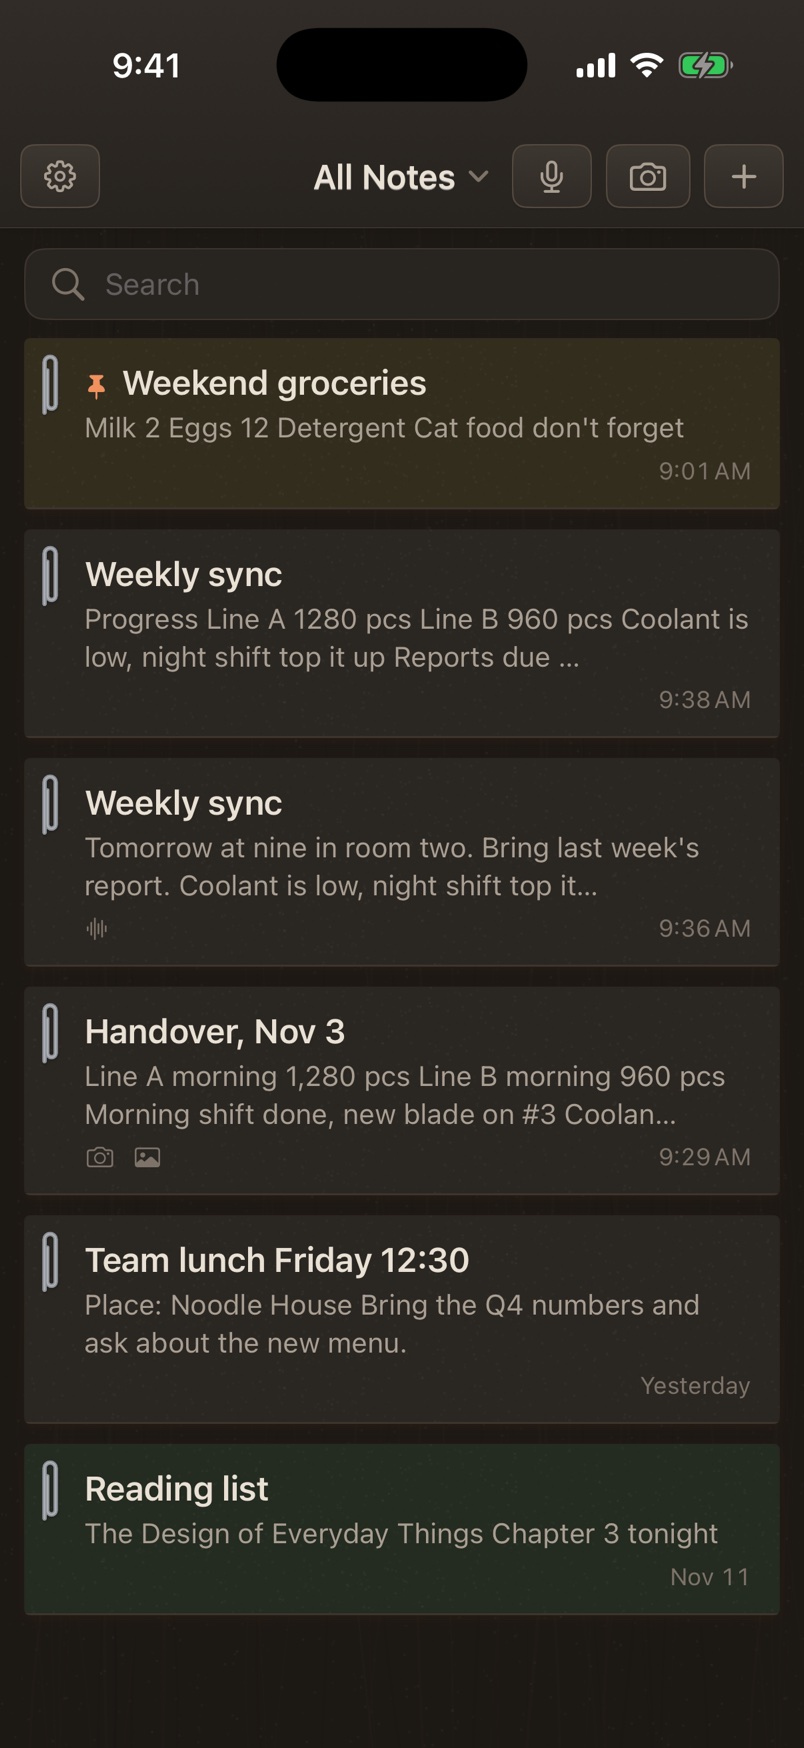 9:41
All Notes
Search
Weekend groceries
Milk 2 Eggs 12 Detergent Cat food don't forget
9:01 AM
Weekly sync
Progress Line A 1280 pcs Line B 960 pcs Coolant is
low, night shift top it up Reports due ...
9:38 AM
Weekly sync
Tomorrow at nine in room two. Bring last week's
report. Coolant is low, night shift top it...
9:36 AM
Handover, Nov 3
Line A morning 1,280 pcs Line B morning 960 pcs
Morning shift done, new blade on #3 Coolan...
9:29 AM
Team lunch Friday 12:30
Place: Noodle House Bring the Q4 numbers and
ask about the new menu.
Yesterday
Reading list
The Design of Everyday Things Chapter 3 tonight
Nov 11